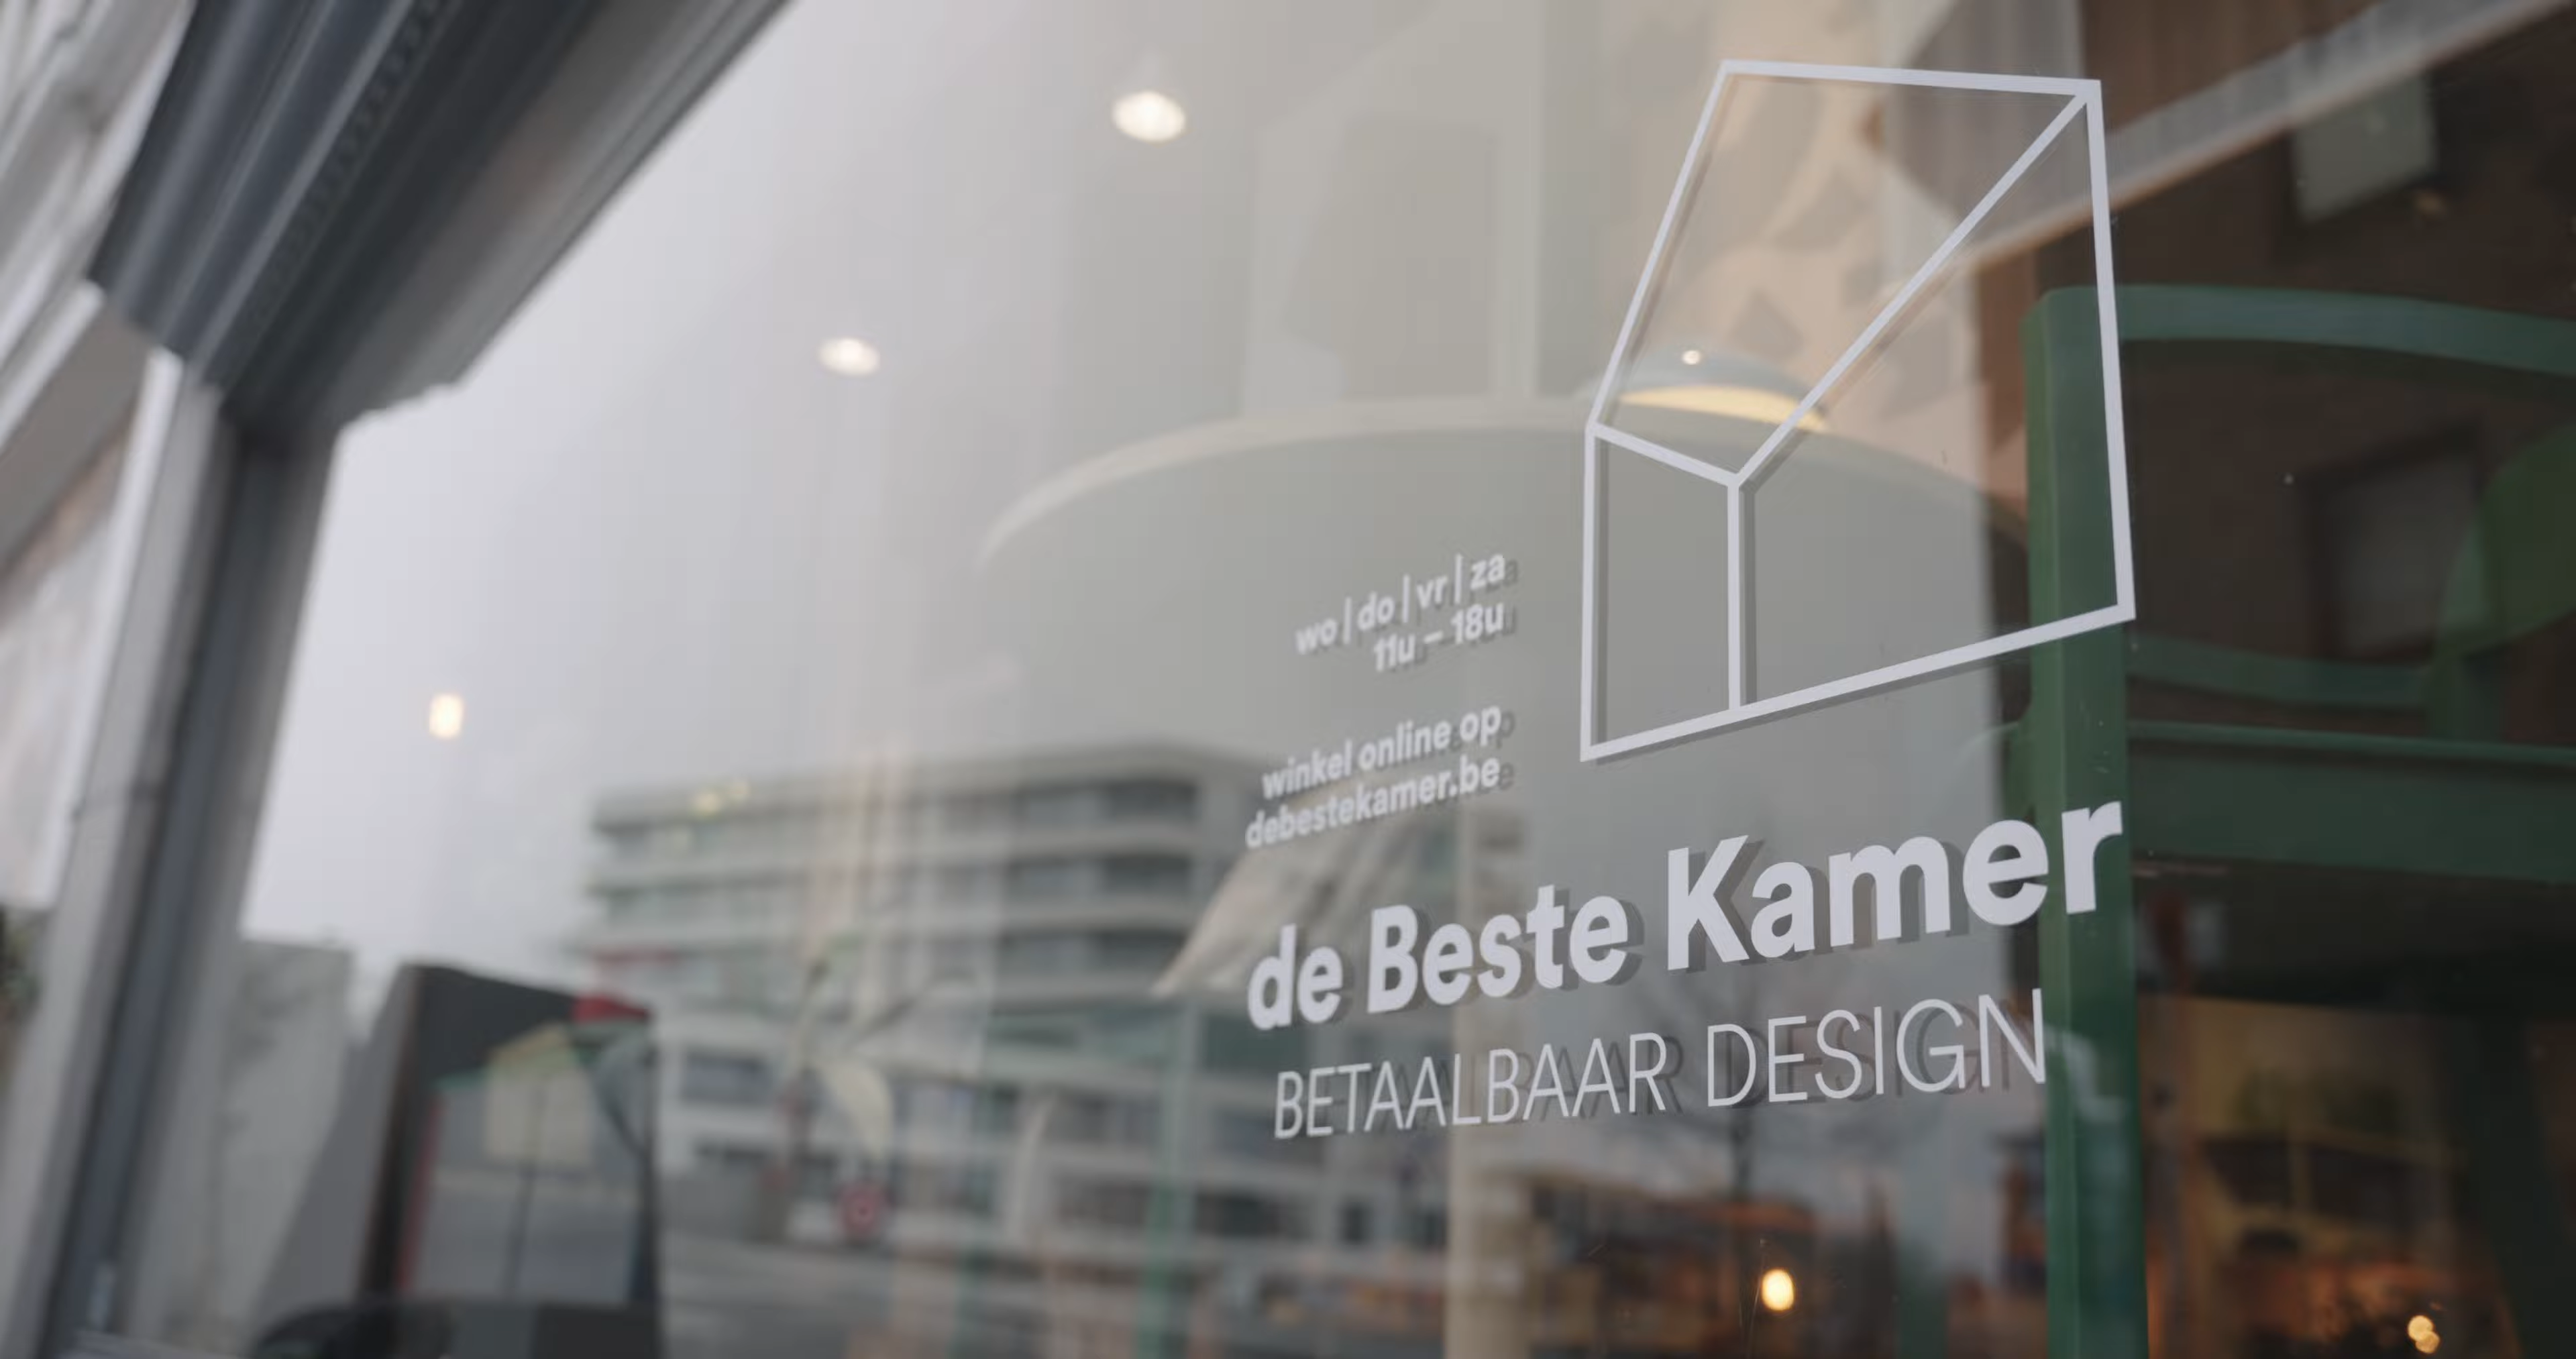 wo | do | vr | za
11u – 18u
winkel online op
debestekamer.be
de Beste Kamer
BETAALBAAR DESIGN